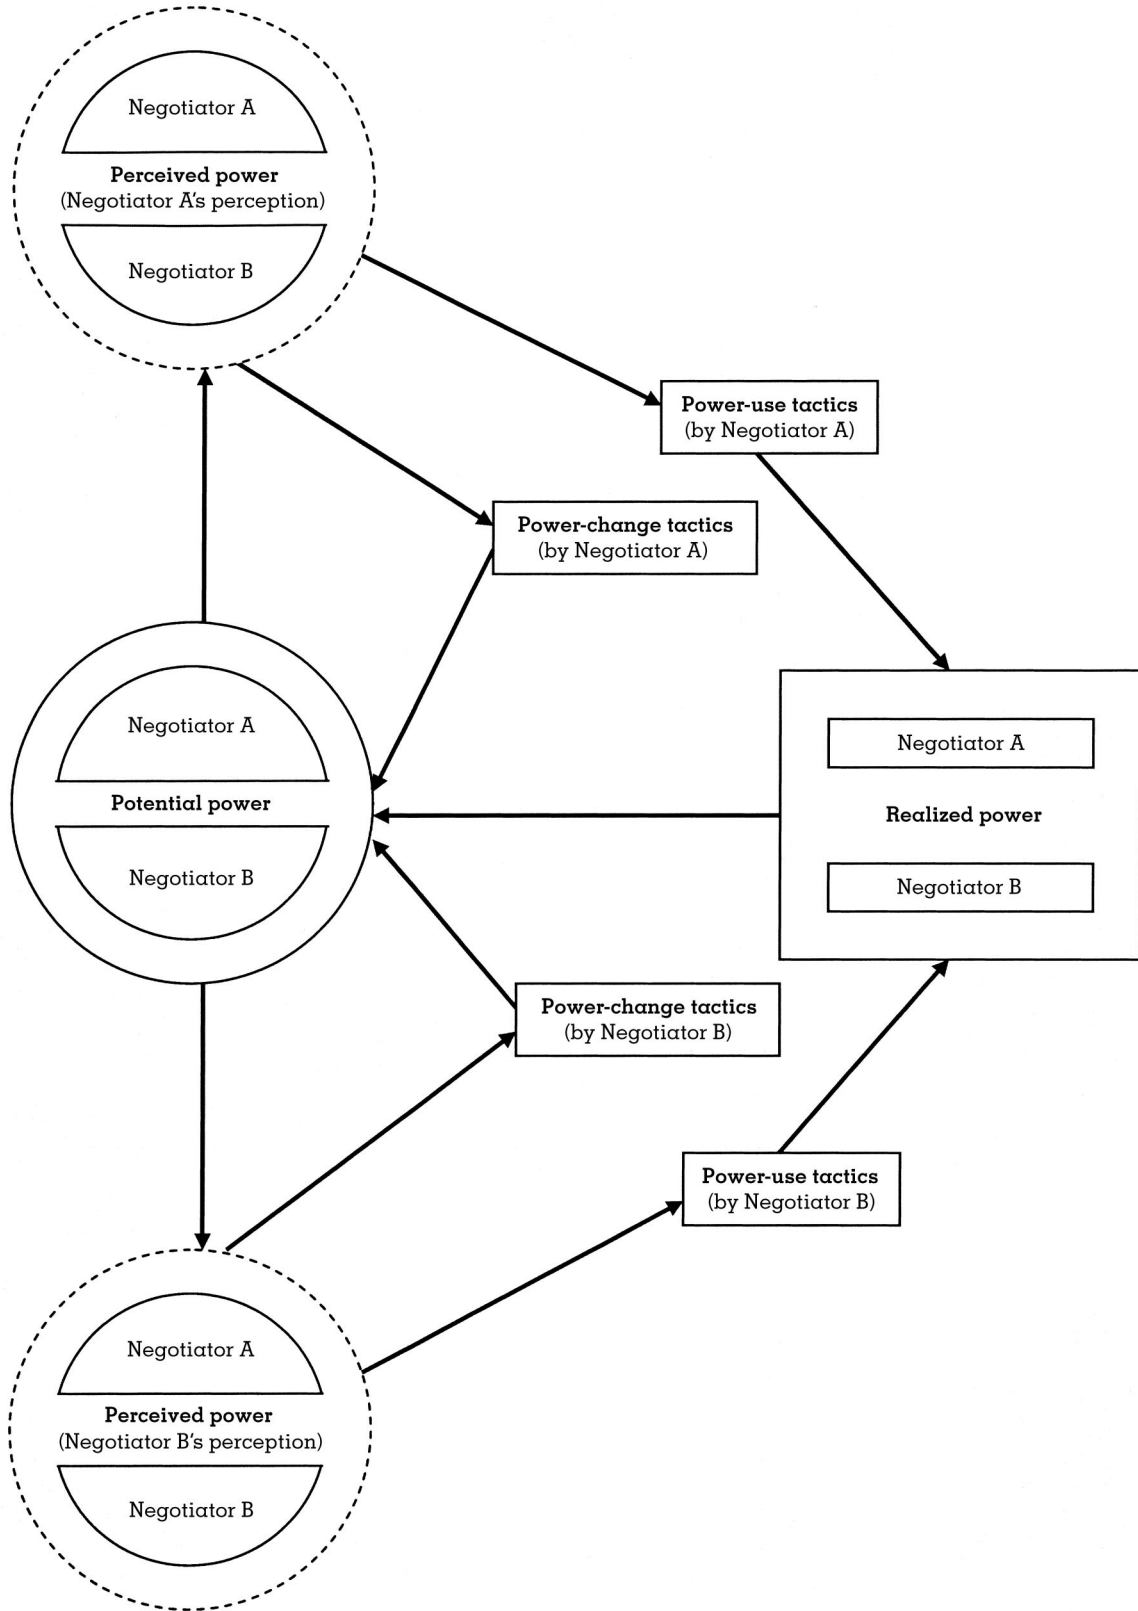 Negotiator A
Perceived power
(Negotiator A's perception)
Negotiator B
Power-use tactics
(by Negotiator A)
Power-change tactics
(by Negotiator A)
Negotiator A
Potential power
Negotiator B
Negotiator A
Realized power
Negotiator B
Power-change tactics
(by Negotiator B)
Power-use tactics
(by Negotiator B)
Negotiator A
Perceived power
(Negotiator B's perception)
Negotiator B